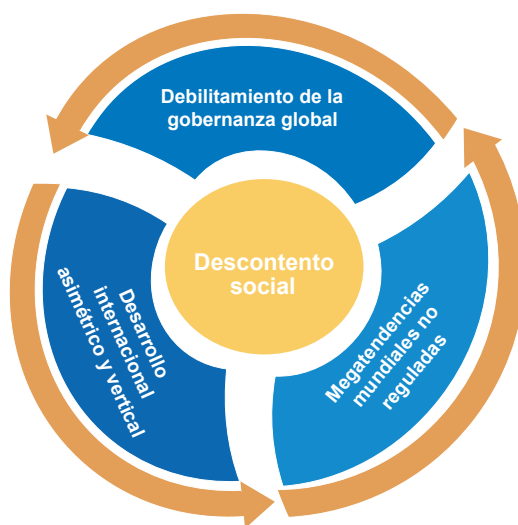 Debilitamiento de la
gobernanza global
Descontento
social
Desarrollo
internacional
asimétrico y vertical
Megatendencias
mundiales no
reguladas